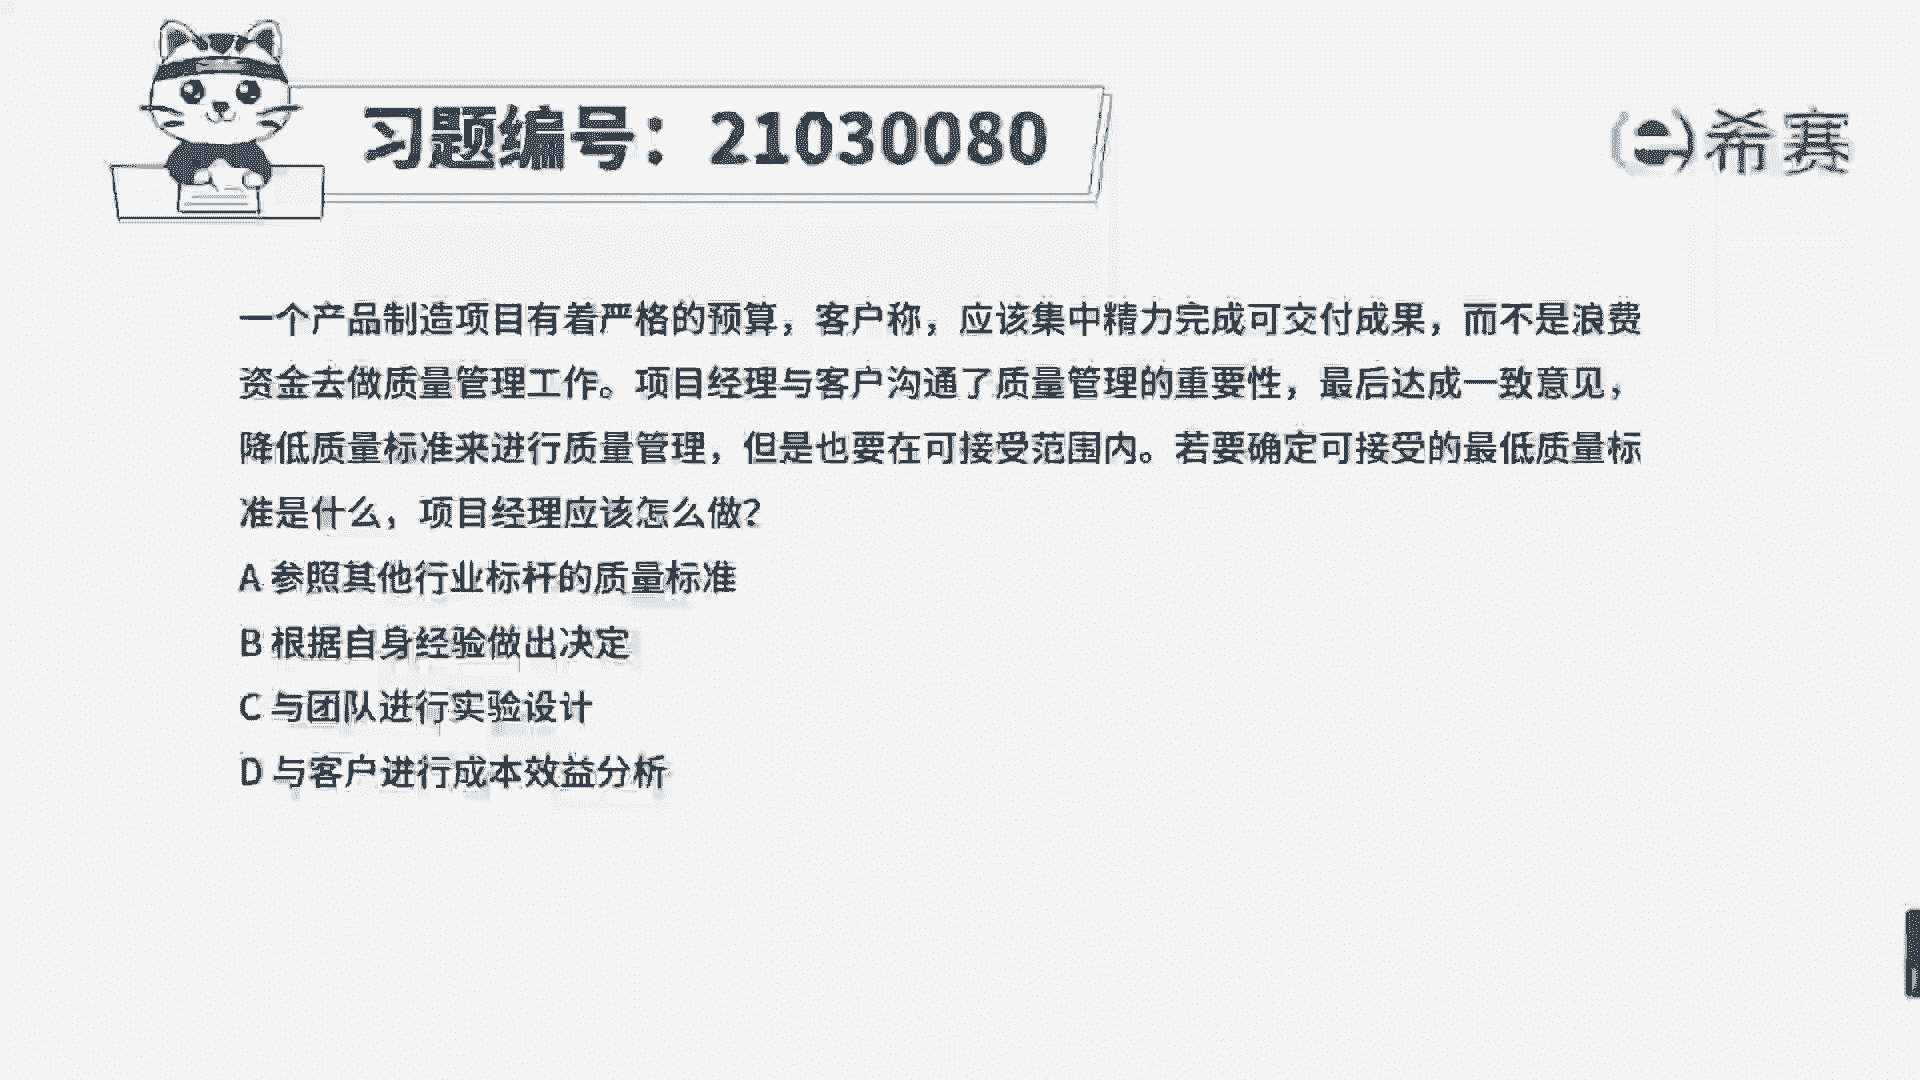 习题编号：21030080
希赛
一个产品制造项目有着严格的预算，客户称，应该集中精力完成可交付成果，而不是浪费
资金去做质量管理工作。项目经理与客户沟通了质量管理的重要性，最后达成一致意见，
降低质量标准来进行质量管理，但是也要在可接受范围内。若要确定可接受的最低质量标
准是什么，项目经理应该怎么做？
A 参照其他行业标杆的质量标准
B 根据自身经验做出决定
C 与团队进行实验设计
D 与客户进行成本效益分析